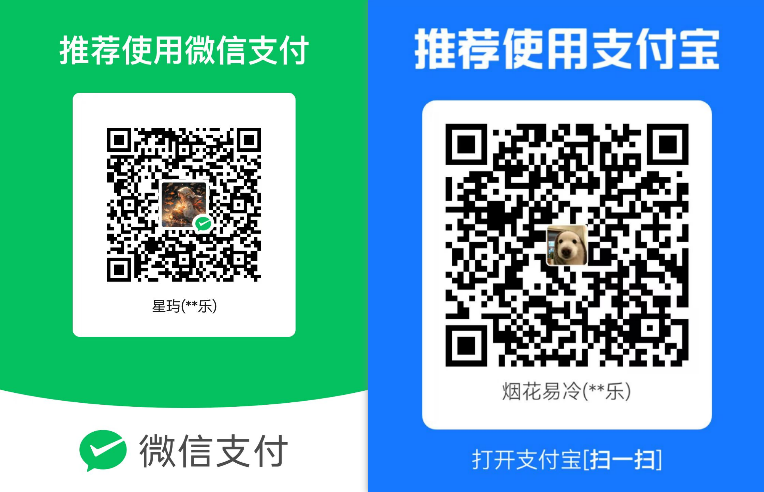 推荐使用微信支付
星玙(**乐)
微信支付
推荐使用支付宝
烟花易冷(**乐)
打开支付宝[扫一扫]